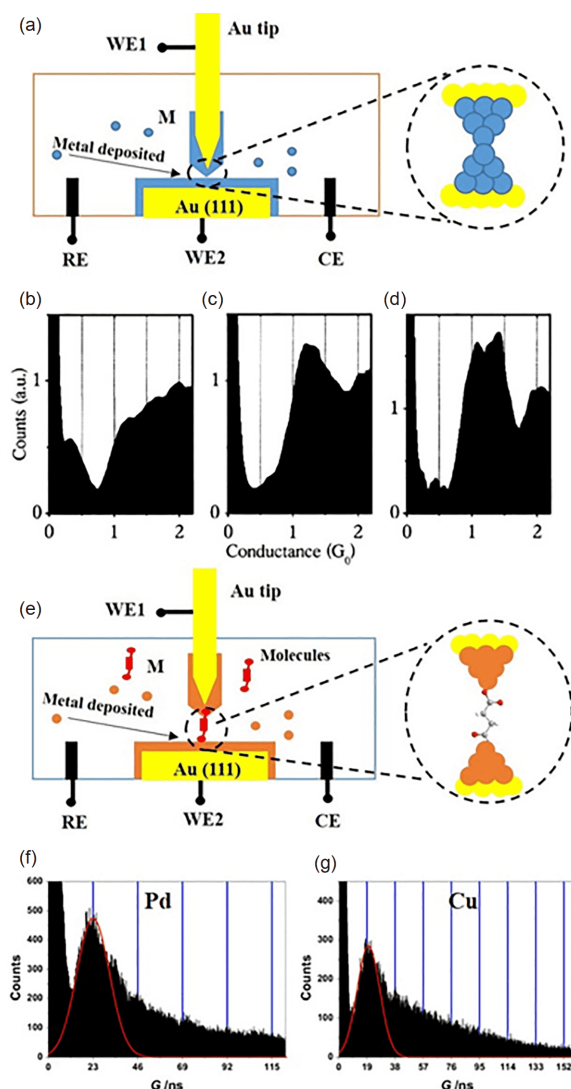 (a)
WE1
Au tip
M
Metal deposited
Au (111)
RE
WE2
CE
(b)
(c)
(d)
Counts (a.u.)
1
0
0
1
2
0
1
2
1
0
0
1
2
Conductance (G0)
(e)
WE1
Au tip
M
Molecules
Metal deposited
Au (111)
RE
WE2
CE
(f)
Pd
Counts
600
500
400
300
200
100
0
0
23
46
69
92
115
G /ns
(g)
Cu
Counts
400
300
200
100
0
0
19
38
57
76
95
114
133
152
G /ns